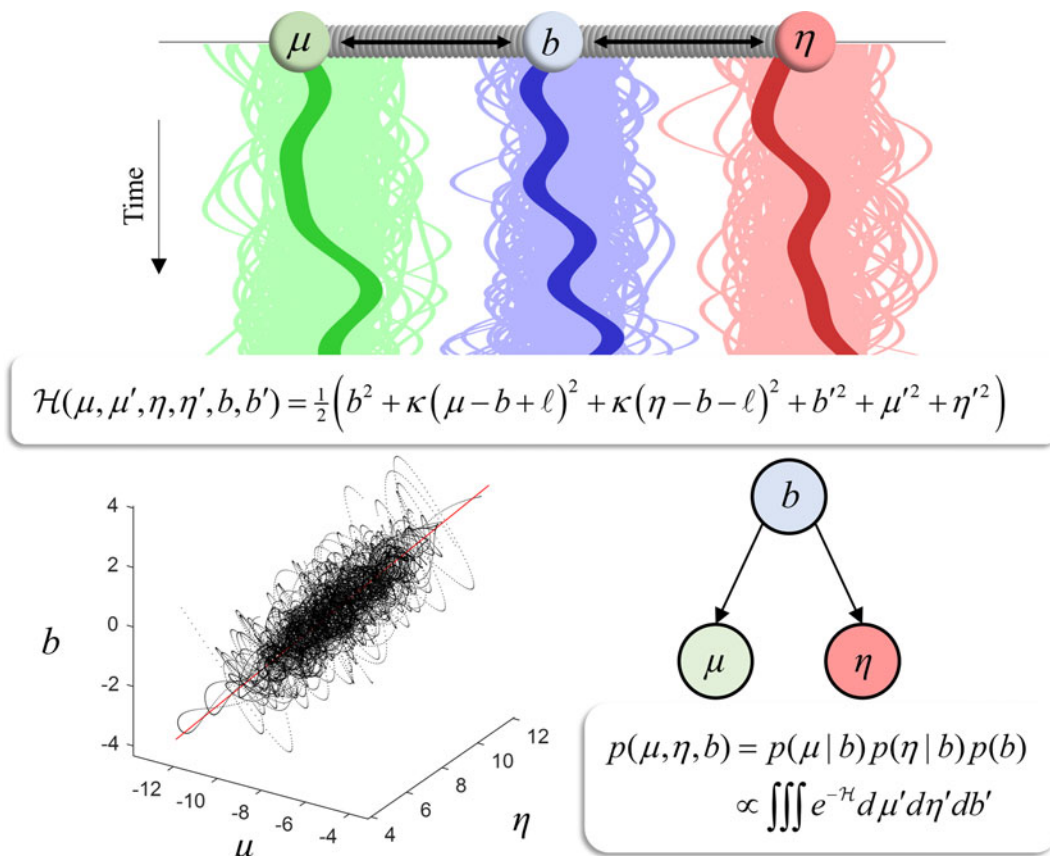 μ b η
Time
ℋ(μ, μ′, η, η′, b, b′) = ½(b² + κ(μ − b + ℓ)² + κ(η − b − ℓ)² + b′² + μ′² + η′²)
4
2
0
-2
-4
b
-12 -10 -8 -6 -4
μ
4 6 8 10 12
η
b
μ η
p(μ, η, b) = p(μ | b) p(η | b) p(b)
∝ ∭ e^{−ℋ} dμ′dη′db′